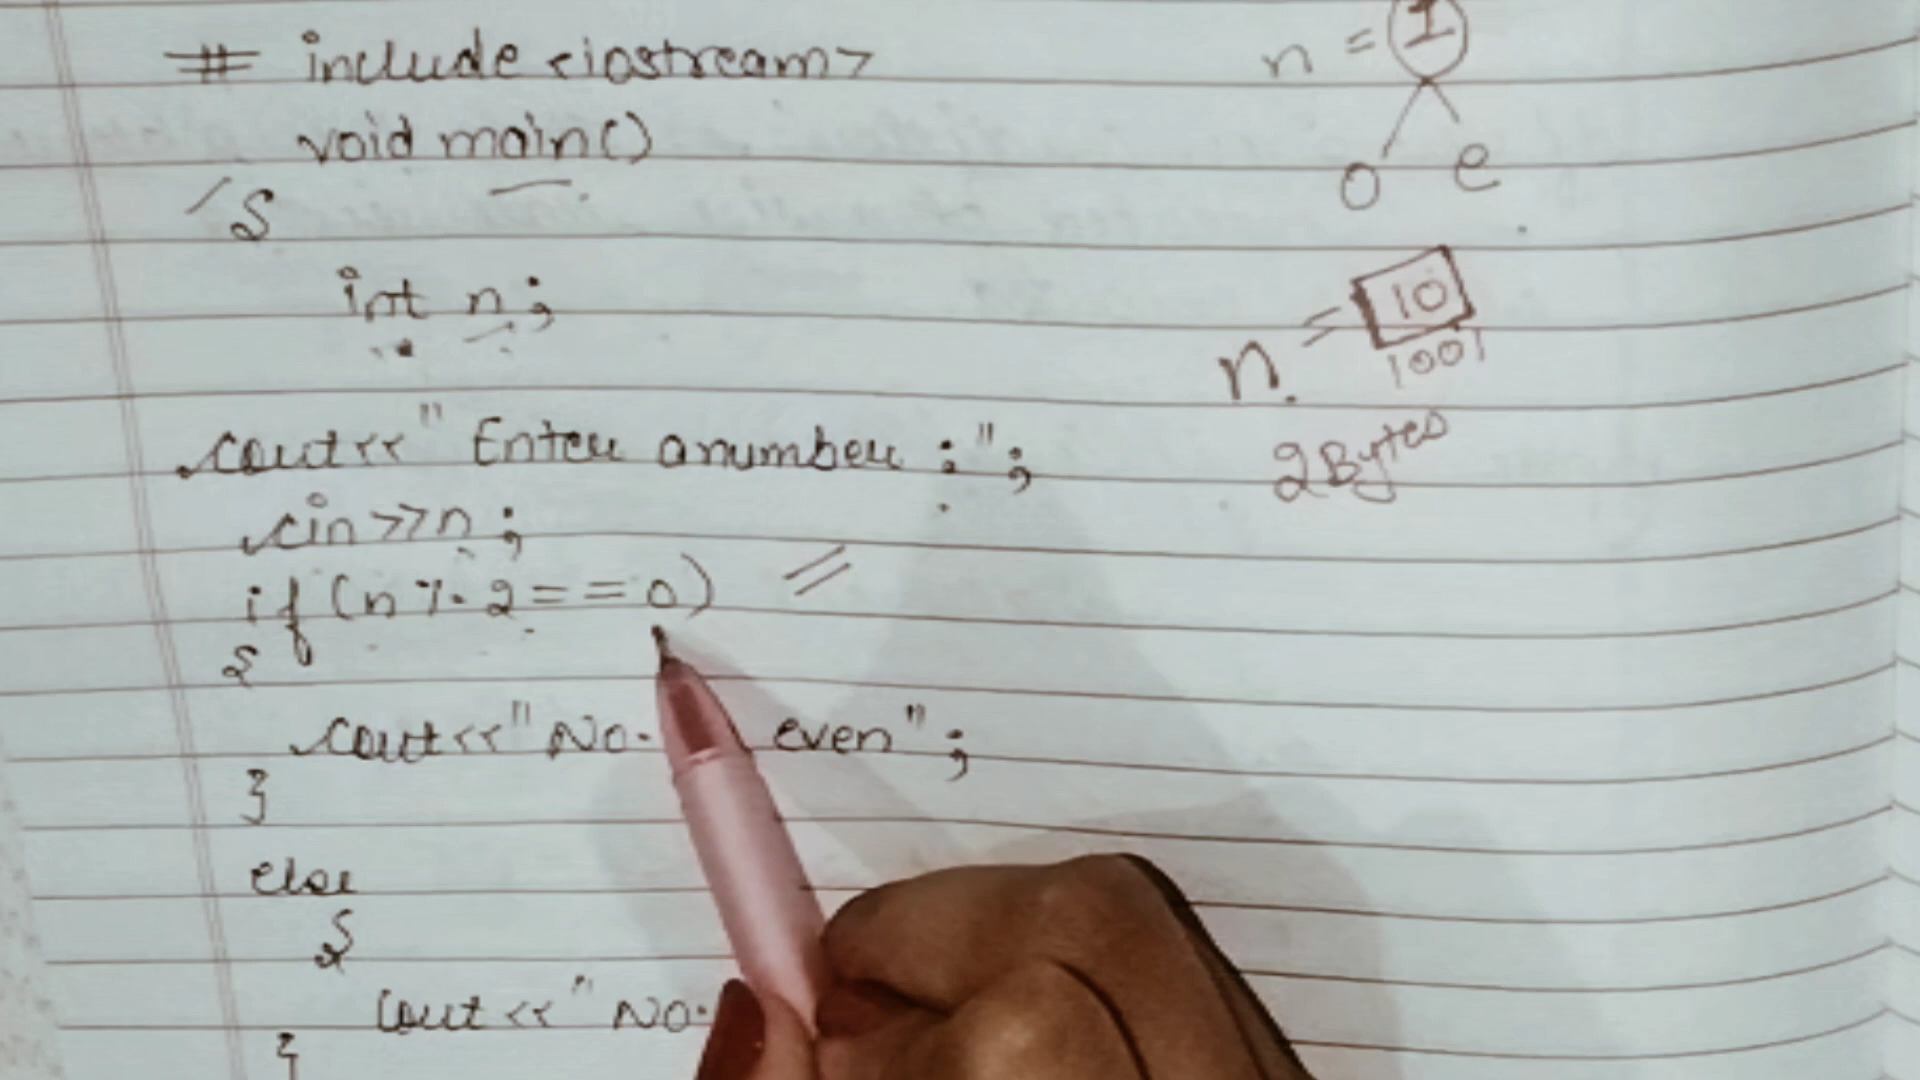 # include <iostream>
void main()
{
int n;
cout<<" Enter anumber :";
cin>>n;
if (n % 2 == 0)
{
cout<<"No. even";
}
else
{
cout<<"No.
}
n = 1
o e
n = 10
1001
2Bytes